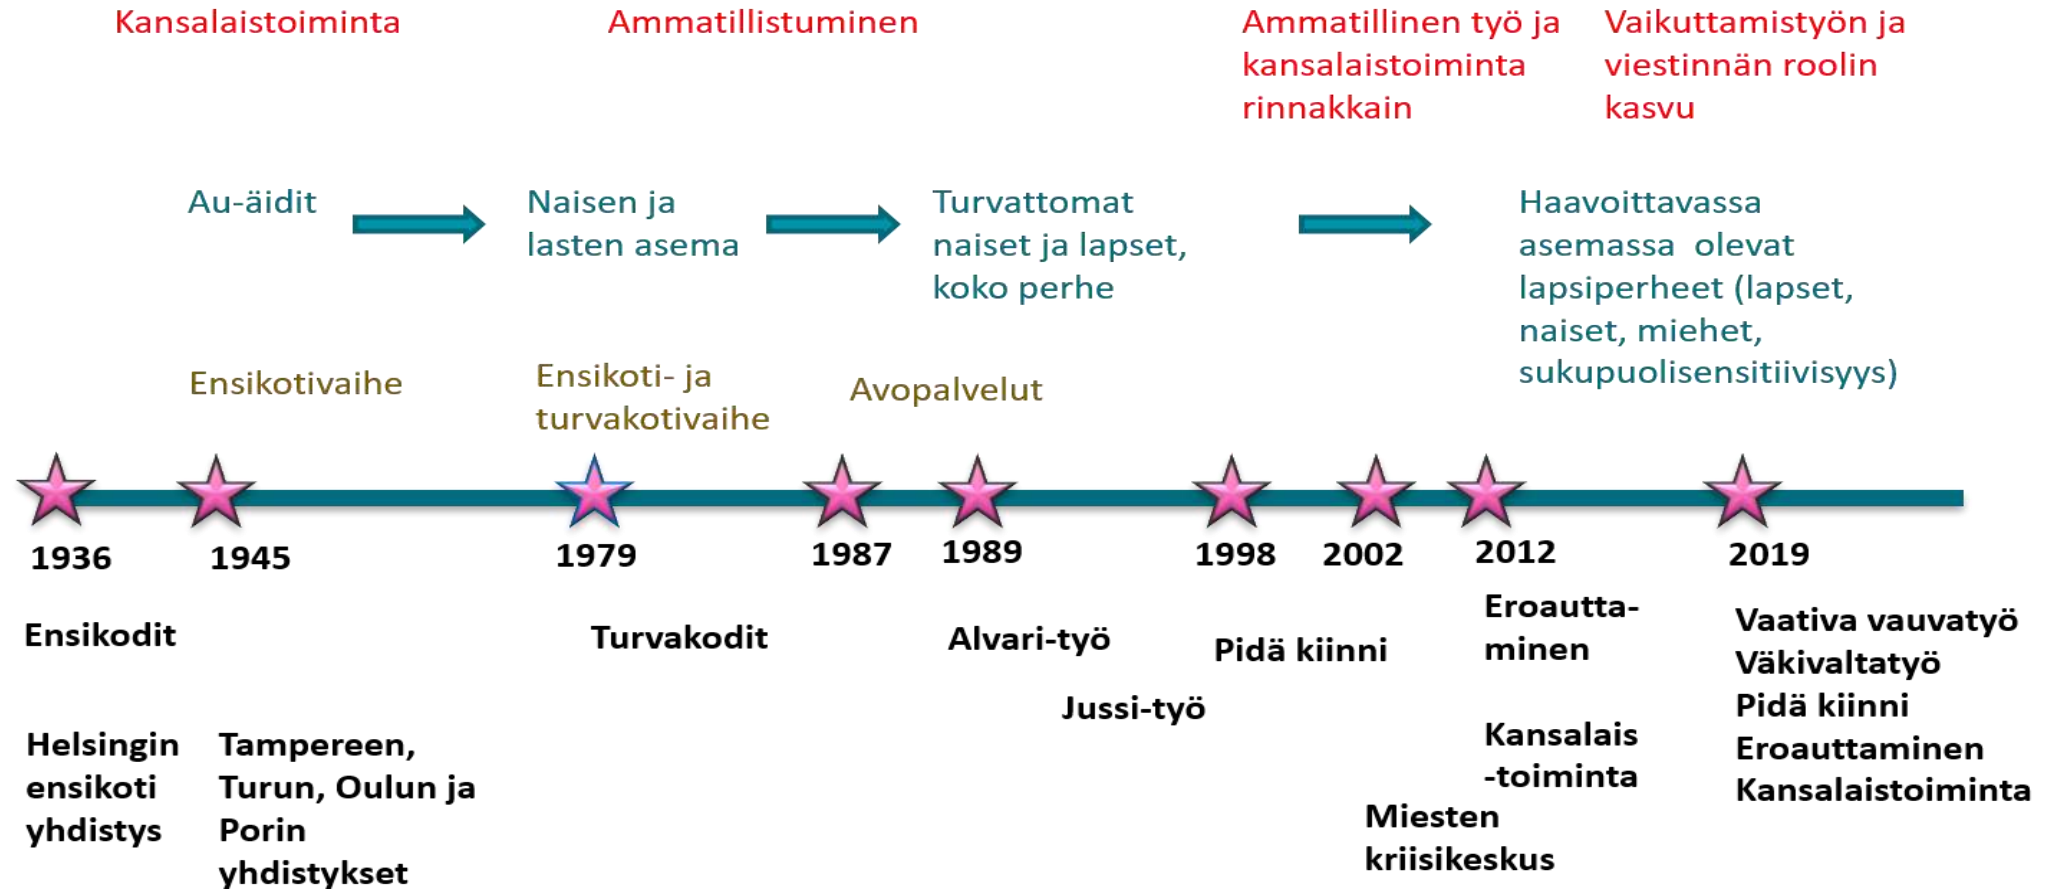 Kansalaistoiminta
Ammatillistuminen
Ammatillinen työ ja
kansalaistoiminta
rinnakkain
Vaikuttamistyön ja
viestinnän roolin
kasvu
Au-äidit
Naisen ja
lasten asema
Turvattomat
naiset ja lapset,
koko perhe
Haavoittavassa
asemassa olevat
lapsiperheet (lapset,
naiset, miehet,
sukupuolisensitiivisyys)
Ensikotivaihe
Ensikoti- ja
turvakotivaihe
Avopalvelut
1936
1945
1979
1987
1989
1998
2002
2012
2019
Ensikodit
Helsingin
ensikoti
yhdistys
Tampereen,
Turun, Oulun ja
Porin
yhdistykset
Turvakodit
Alvari-työ
Jussi-työ
Pidä kiinni
Miesten
kriisikeskus
Eroautta-
minen
Kansalais
-toiminta
Vaativa vauvatyö
Väkivaltatyö
Pidä kiinni
Eroauttaminen
Kansalaistoiminta